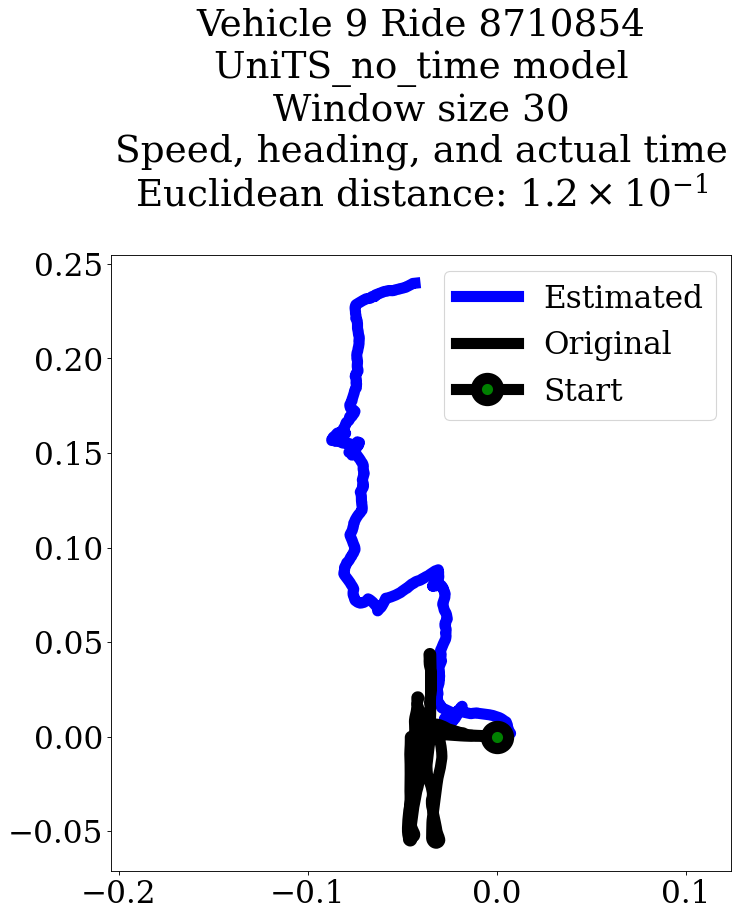 Vehicle 9 Ride 8710854
UniTS_no_time model
Window size 30
Speed, heading, and actual time
Euclidean distance: 1.2 × 10⁻¹
0.25
0.20
0.15
0.10
0.05
0.00
−0.05
−0.2
−0.1
0.0
0.1
Estimated
Original
Start